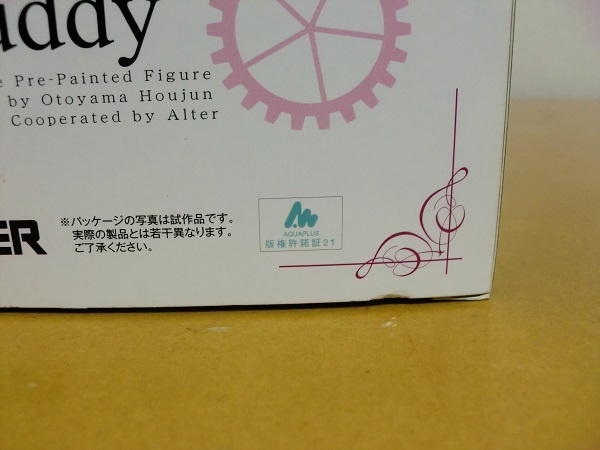 uddy
e Pre-Painted Figure
by Otoyama Houjun
Cooperated by Alter
ER
※パッケージの写真は試作品です。
実際の製品とは若干異なります。
ご了承ください。
AQUAPLUS
版権許諾証21